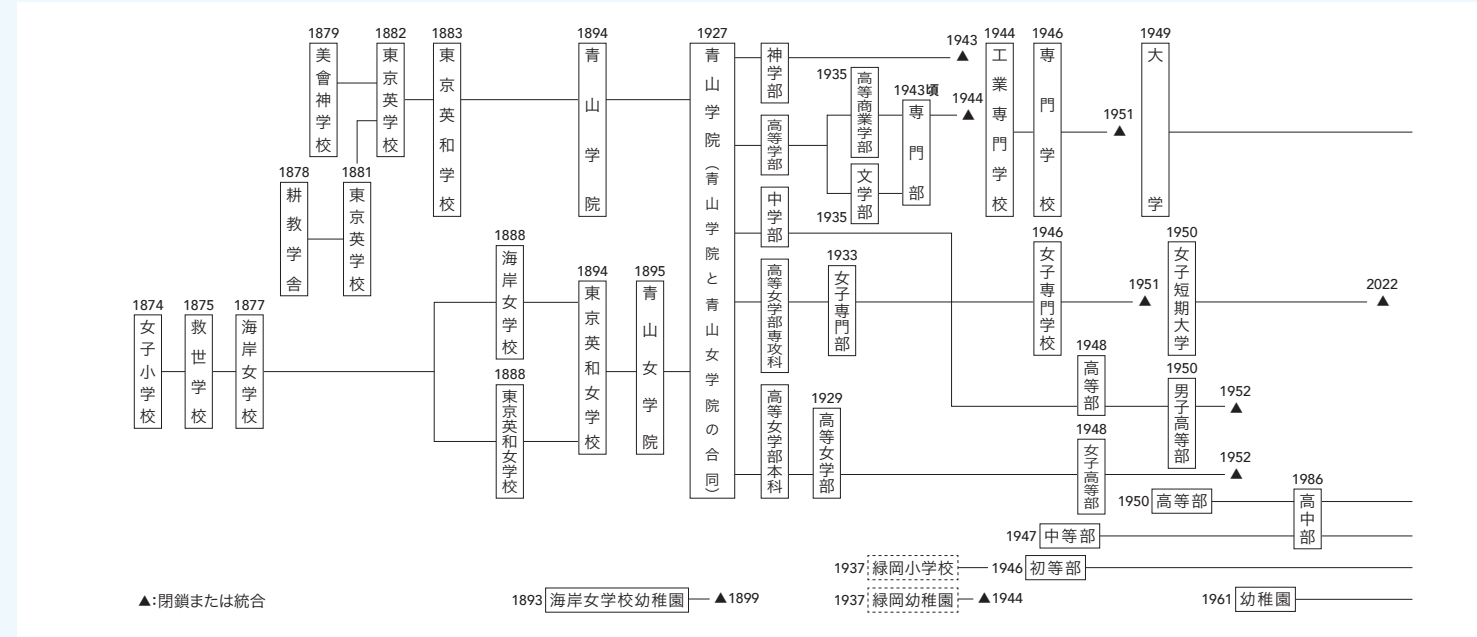 1879
美會神学校
1882
東京英学校
1883
東京英和学校
1894
青山学院
1927
青山学院（青山学院と青山女学院の合同）
神学部
1943
▲
1944
工業専門学校
1946
専門学校
1949
大学
1935
高等商業学部
1943頃
専門部
1944
▲
1951
▲
高等学部
文学部
1935
1878
耕教学舎
1881
東京英学校
中学部
1888
海岸女学校
1894
東京英和女学校
1895
青山女学院
高等女学部専攻科
1933
女子専門部
1946
女子専門学校
1951
▲
1950
女子短期大学
2022
▲
1874
女子小学校
1875
救世学校
1877
海岸女学校
1888
東京英和女学校
1948
高等部
1950
男子高等部
1952
▲
高等女学部本科
1929
高等女学部
1948
女子高等部
1952
▲
1950 高等部
1986
高中部
1947 中等部
1937 緑岡小学校
1946 初等部
▲:閉鎖または統合
1893 海岸女学校幼稚園 ▲1899
1937 緑岡幼稚園 ▲1944
1961 幼稚園